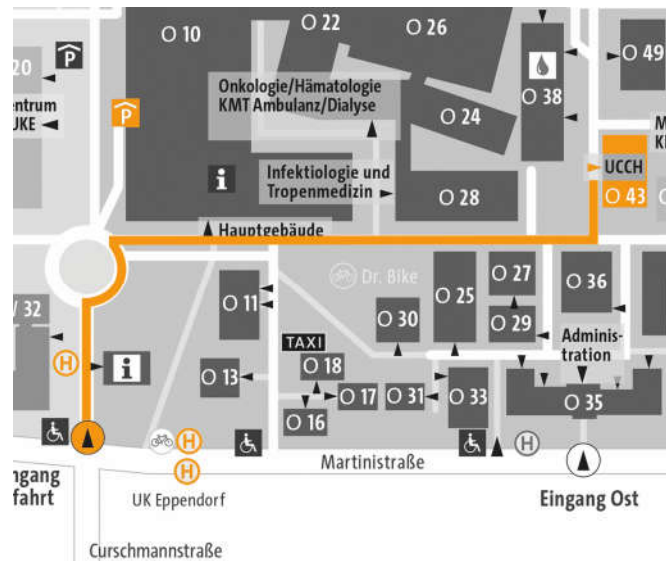 O 22
O 26
O 10
O 49
20
P
Onkologie/Hämatologie
KMT Ambulanz/Dialyse
O 38
entrum
UKE
P
O 24
M
K
UCCH
i
Infektiologie und
Tropenmedizin
O 28
O 43
O
Hauptgebäude
Dr. Bike
O 27
O 36
O 25
/ 32
O 11
O 30
O 29
Adminis-
tration
TAXI
H
i
O 18
O 13
O 17
O 31
O 33
O 35
O 16
H
H
H
Martinistraße
ngang
fahrt
UK Eppendorf
Eingang Ost
Curschmannstraße